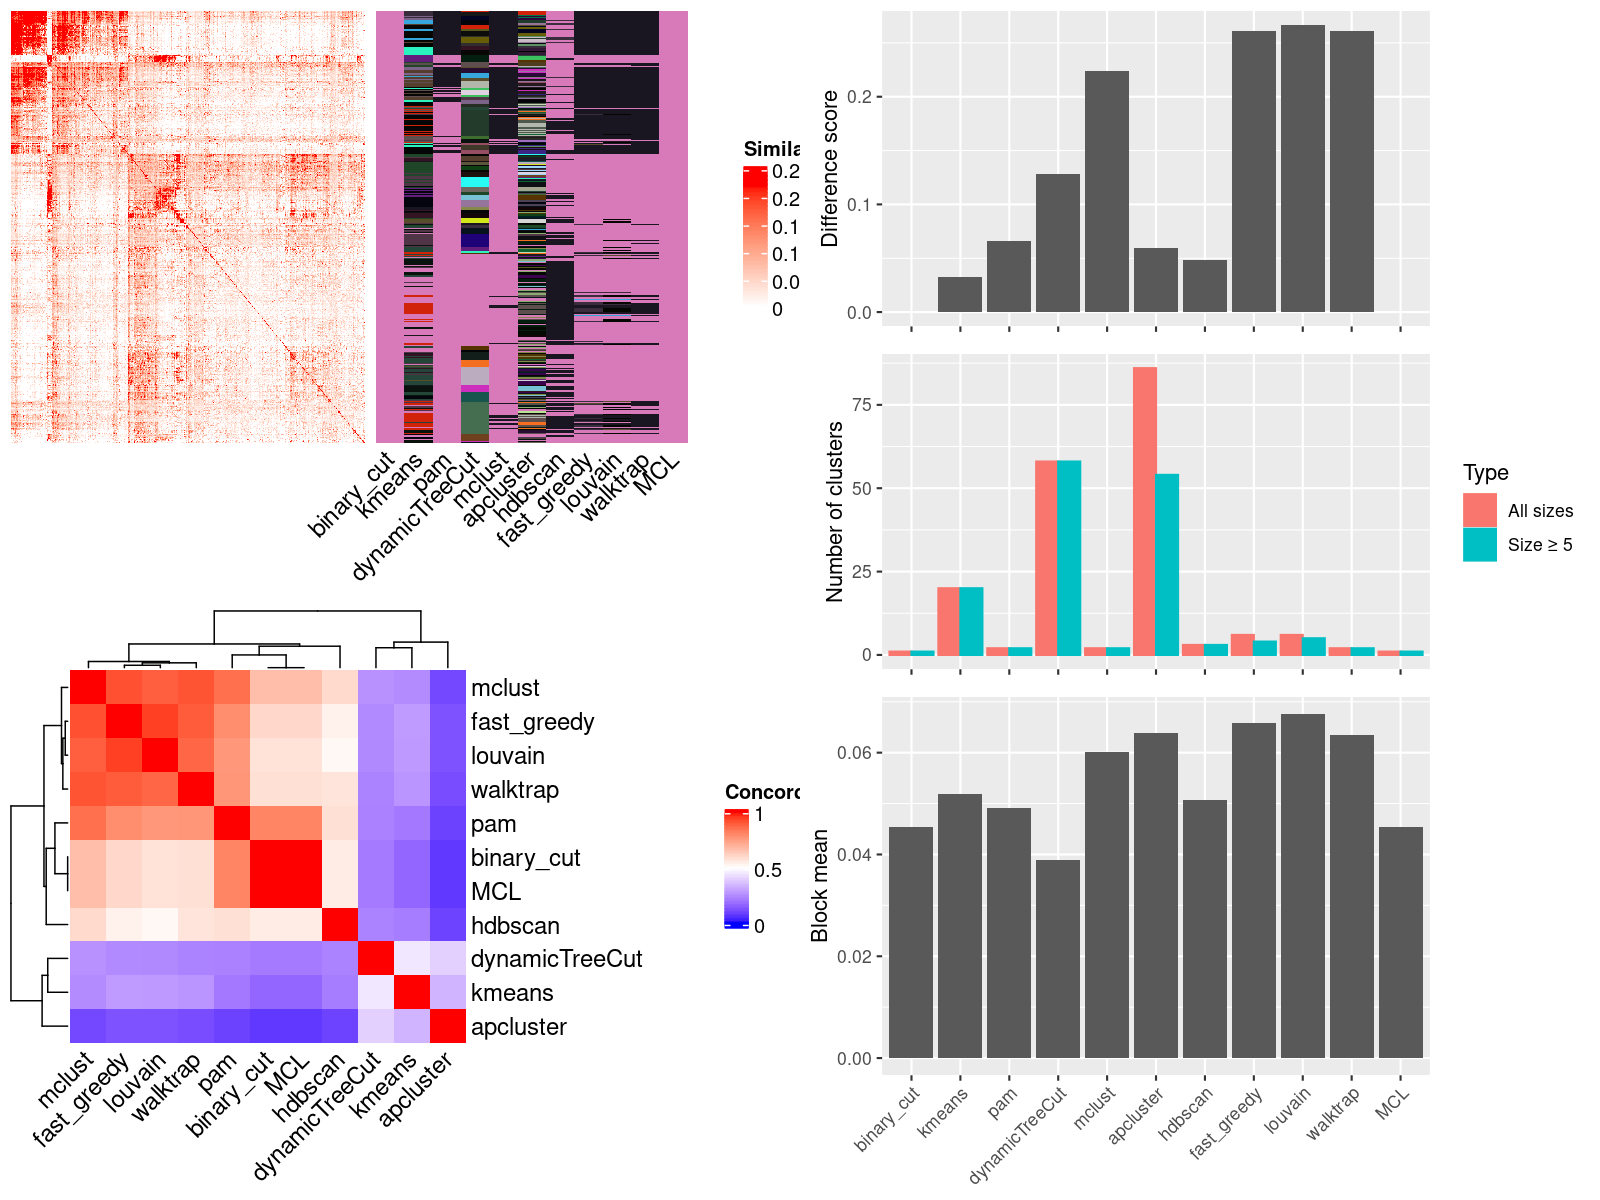 Simila
0.2
0.2
0.1
0.1
0.0
0
binary_cut
kmeans
pam
dynamicTreeCut
mclust
apcluster
hdbscan
fast_greedy
louvain
walktrap
MCL
mclust
fast_greedy
louvain
walktrap
pam
binary_cut
MCL
hdbscan
dynamicTreeCut
kmeans
apcluster
mclust
fast_greedy
louvain
walktrap
pam
binary_cut
MCL
hdbscan
dynamicTreeCut
kmeans
apcluster
Concord
1
0.5
0
Difference score
0.2
0.1
0.0
Number of clusters
75
50
25
0
Type
All sizes
Size ≥ 5
Block mean
0.06
0.04
0.02
0.00
binary_cut
kmeans
pam
dynamicTreeCut
mclust
apcluster
hdbscan
fast_greedy
louvain
walktrap
MCL